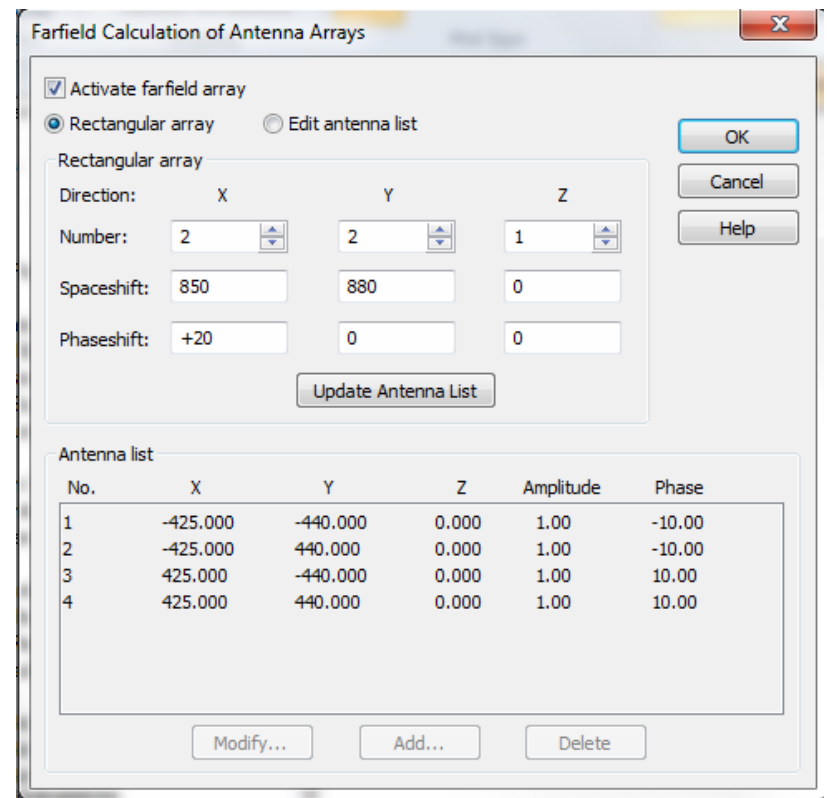 Farfield Calculation of Antenna Arrays
Activate farfield array
Rectangular array Edit antenna list
OK
Rectangular array
Cancel
Direction: X Y Z
Help
Number: 2 2 1
Spaceshift: 850 880 0
Phaseshift: +20 0 0
Update Antenna List
Antenna list
No. X Y Z Amplitude Phase
1 -425.000 -440.000 0.000 1.00 -10.00
2 -425.000 440.000 0.000 1.00 -10.00
3 425.000 -440.000 0.000 1.00 10.00
4 425.000 440.000 0.000 1.00 10.00
Modify... Add... Delete